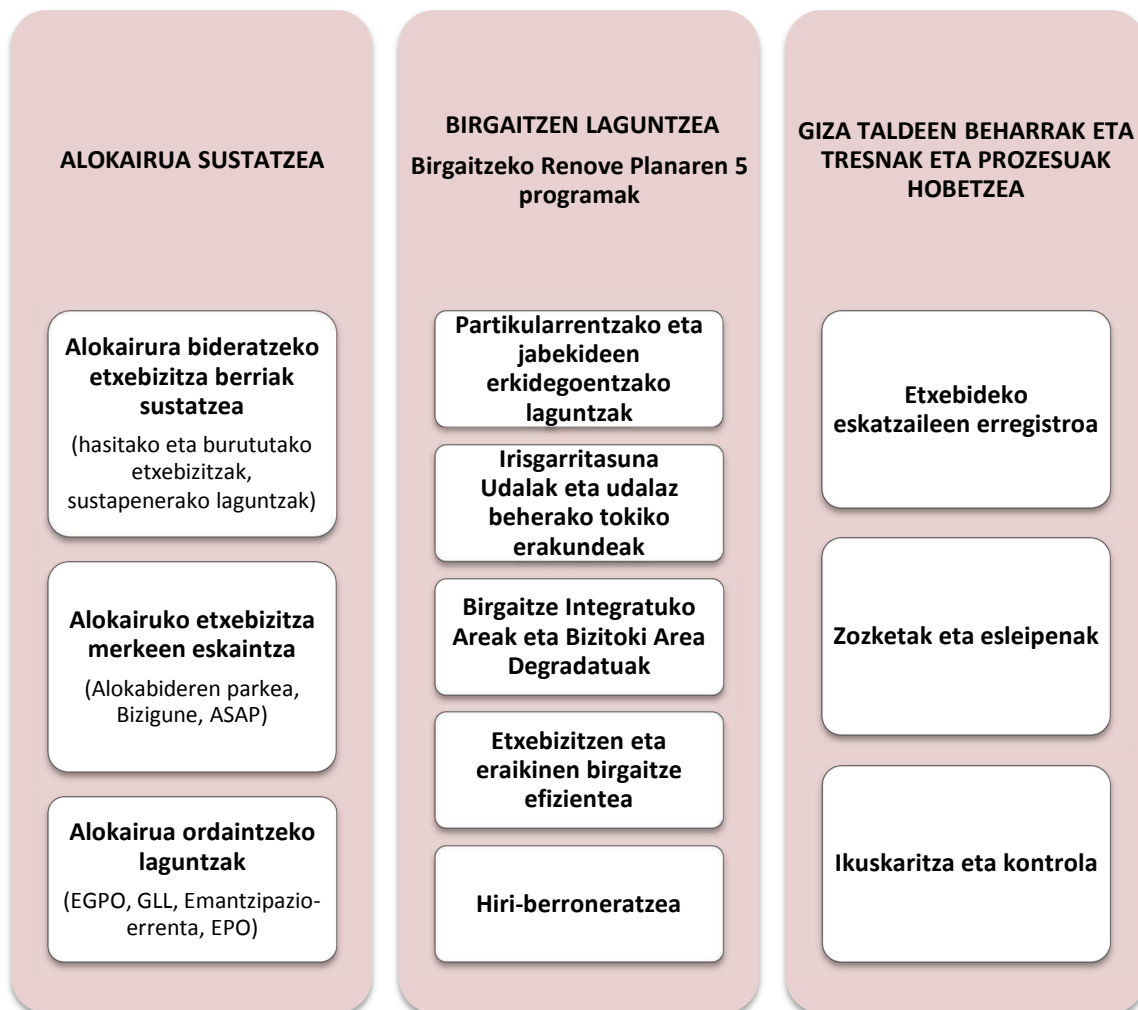 ALOKAIRUA SUSTATZEA
Alokairura bideratzeko
etxebizitza berriak
sustatzea
(hasitako eta burututako
etxebizitzak,
sustapenerako laguntzak)
Alokairuko etxebizitza
merkeen eskaintza
(Alokabideren parkea,
Bizigune, ASAP)
Alokairua ordaintzeko
laguntzak
(EGPO, GLL, Emantzipazio-
errenta, EPO)
BIRGAITZEN LAGUNTZEA
Birgaitzeko Renove Planaren 5
programak
Partikularrentzako eta
jabekideen
erkidegoentzako
laguntzak
Irisgarritasuna
Udalak eta udalaz
beherako tokiko
erakundeak
Birgaitze Integratuko
Areak eta Bizitoki Area
Degradatuak
Etxebizitzen eta
eraikinen birgaitze
efizientea
Hiri-berroneratzea
GIZA TALDEEN BEHARRAK ETA
TRESNAK ETA PROZESUAK
HOBETZEA
Etxebideko
eskatzaileen erregistroa
Zozketak eta esleipenak
Ikuskaritza eta kontrola